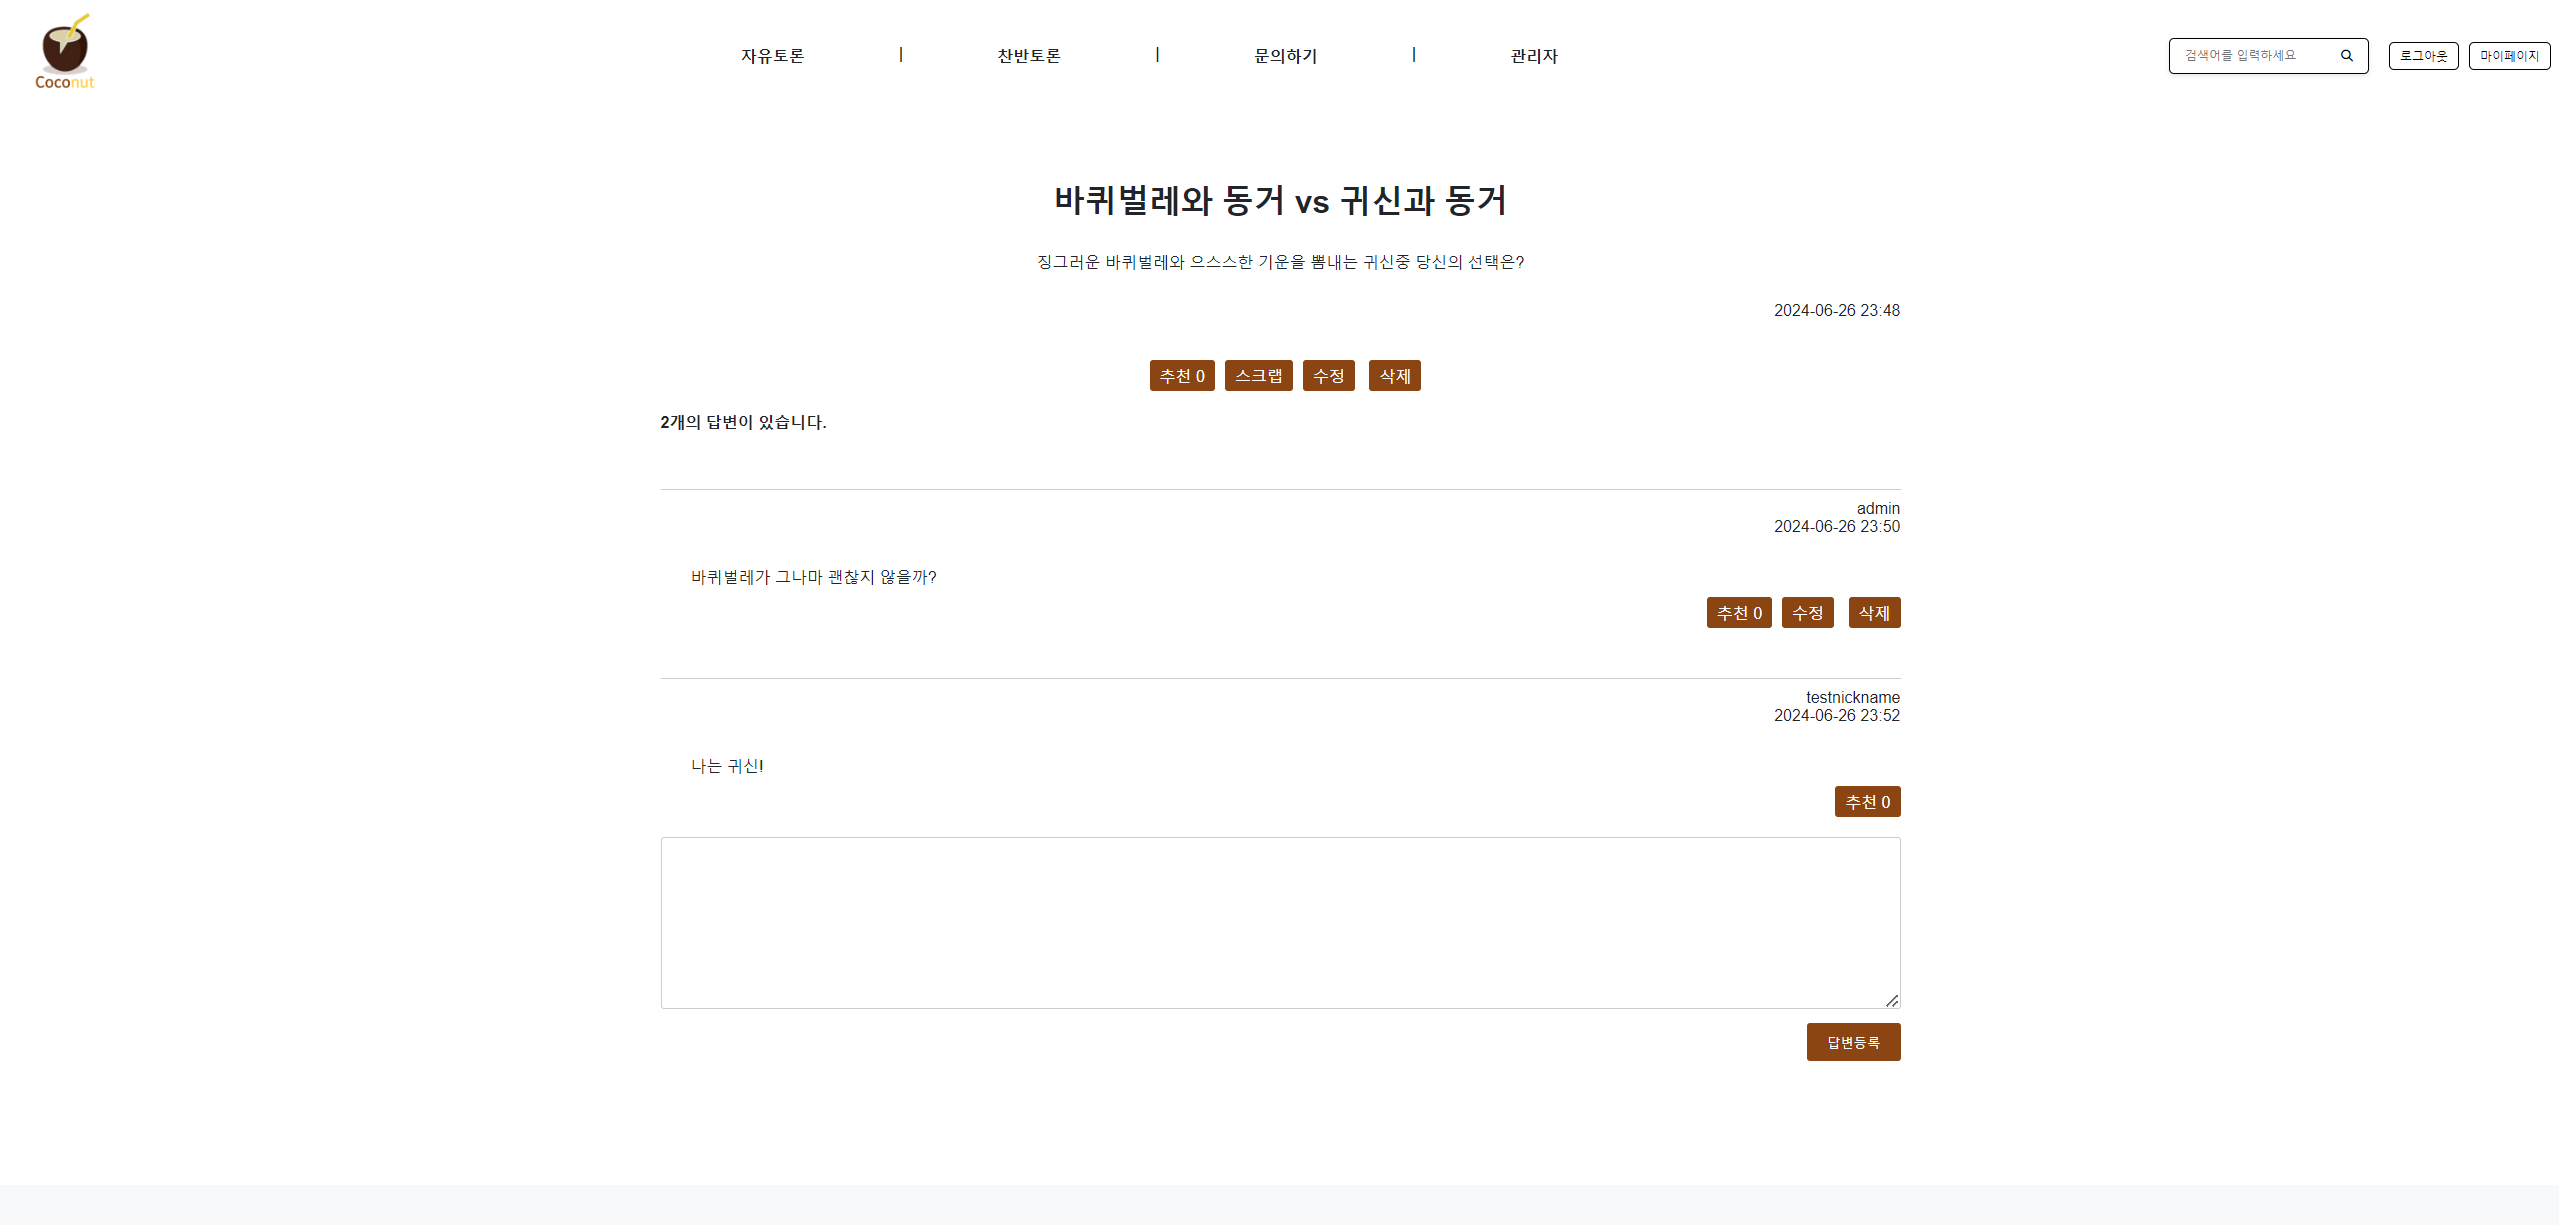 Coconut
자유토론 | 찬반토론 | 문의하기 | 관리자
검색어를 입력하세요
로그아웃 마이페이지
바퀴벌레와 동거 vs 귀신과 동거
징그러운 바퀴벌레와 으스스한 기운을 뿜내는 귀신중 당신의 선택은?
2024-06-26 23:48
추천 0 스크랩 수정 삭제
2개의 답변이 있습니다.
admin
2024-06-26 23:50
바퀴벌레가 그나마 괜찮지 않을까?
추천 0 수정 삭제
testnickname
2024-06-26 23:52
나는 귀신!
추천 0
답변등록